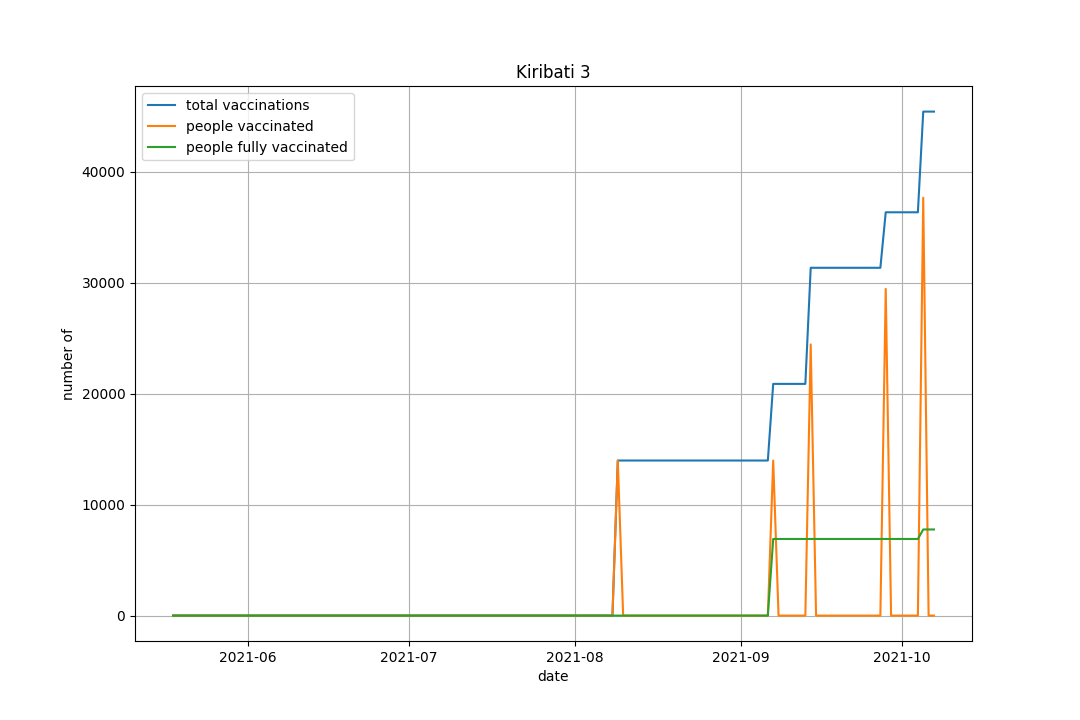 Kiribati 3
total vaccinations
people vaccinated
people fully vaccinated
number of
40000
30000
20000
10000
0
2021-06 2021-07 2021-08 2021-09 2021-10
date